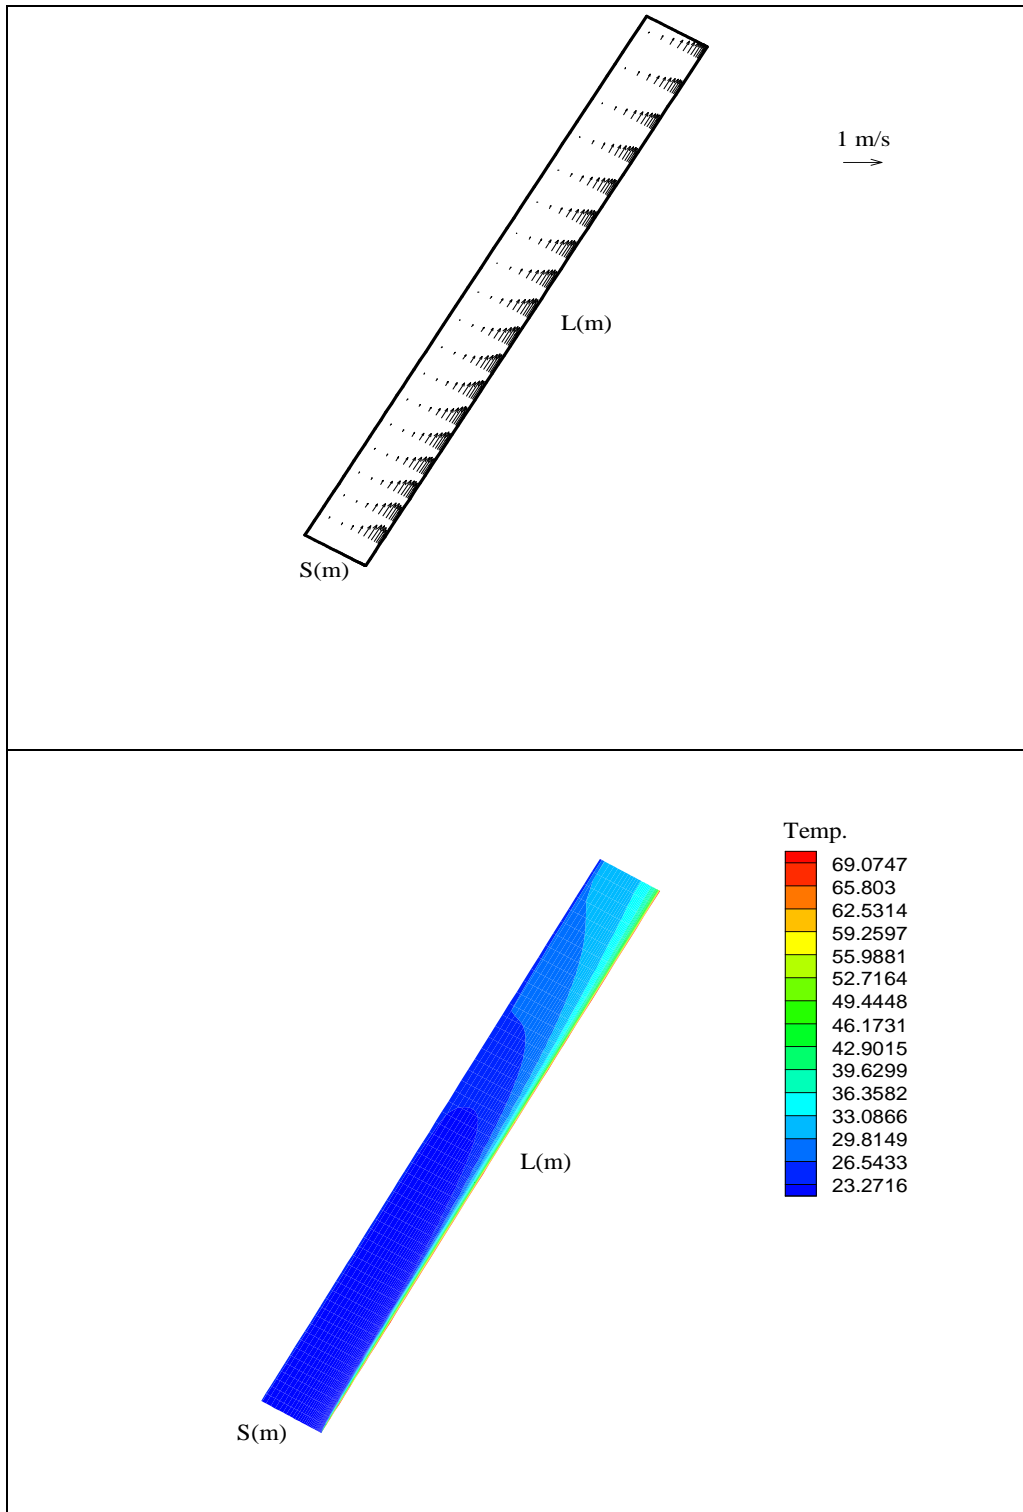 1 m/s
L(m)
S(m)
Temp.
69.0747
65.803
62.5314
59.2597
55.9881
52.7164
49.4448
46.1731
42.9015
39.6299
36.3582
33.0866
29.8149
26.5433
23.2716
L(m)
S(m)